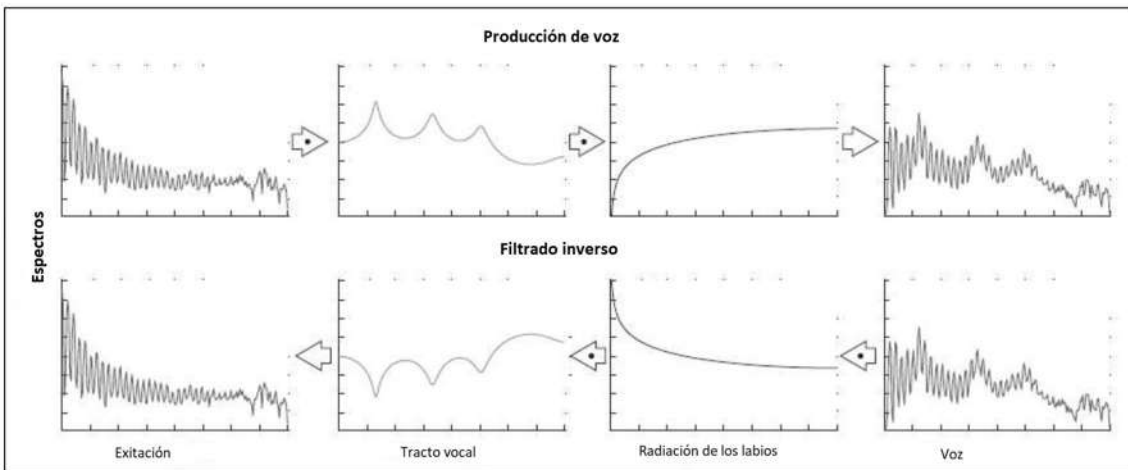 Producción de voz
Espectros
Filtrado inverso
Exitación
Tracto vocal
Radiación de los labios
Voz